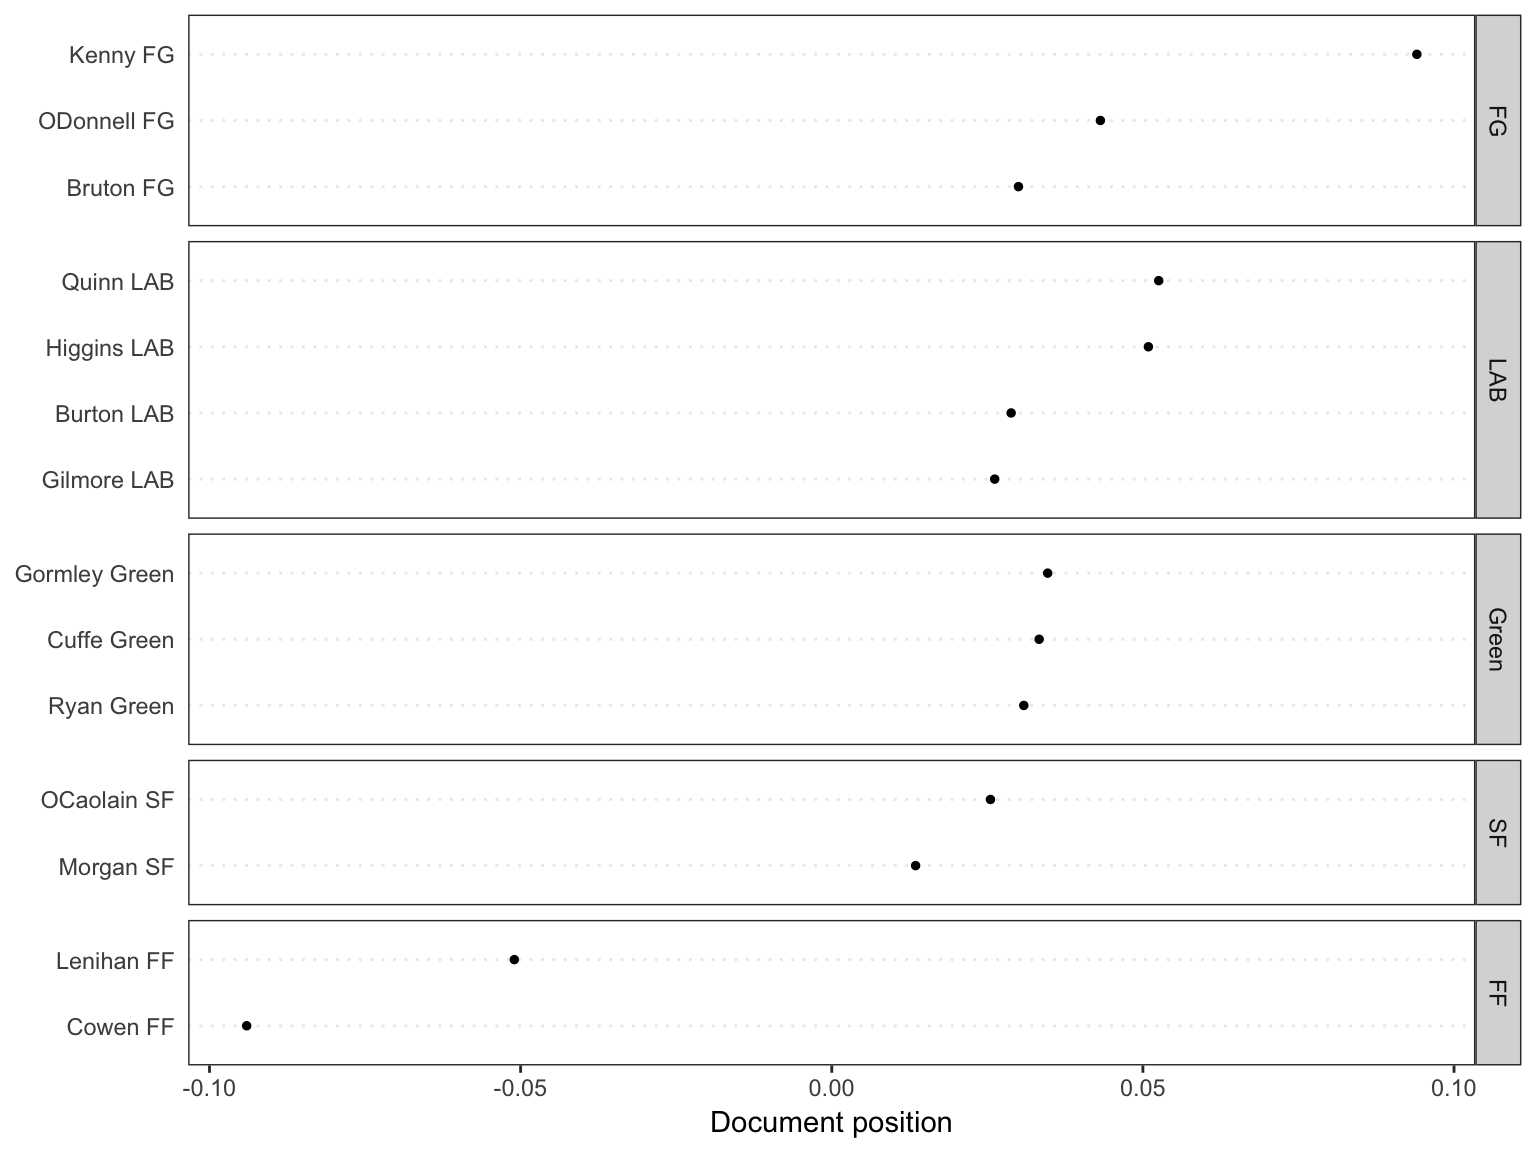 Kenny FG
ODonnell FG
Bruton FG
FG
Quinn LAB
Higgins LAB
Burton LAB
Gilmore LAB
LAB
Gormley Green
Cuffe Green
Ryan Green
Green
OCaolain SF
Morgan SF
SF
Lenihan FF
Cowen FF
FF
-0.10 -0.05 0.00 0.05 0.10
Document position